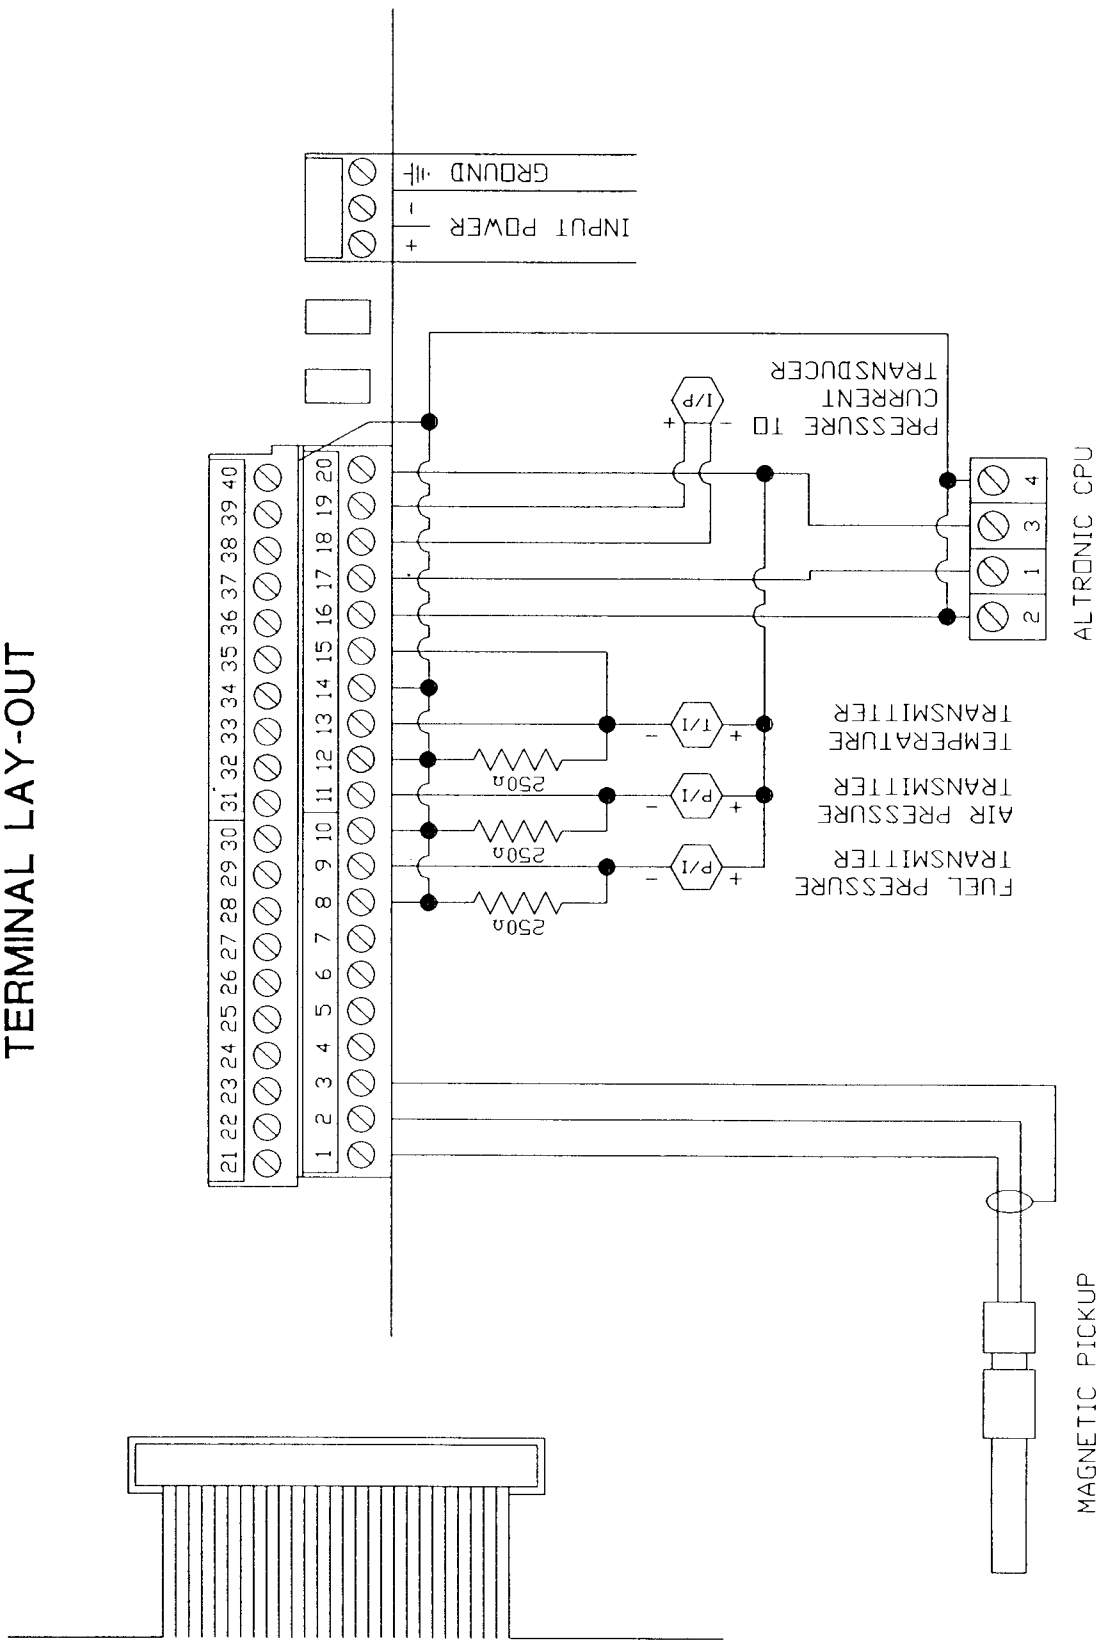 TERMINAL LAY-OUT
21 22 23 24 25 26 27 28 29 30 31 32 33 34 35 36 37 38 39 40
1 2 3 4 5 6 7 8 9 10 11 12 13 14 15 16 17 18 19 20
+ -
INPUT POWER
GROUND
250Ω
250Ω
250Ω
- P/I +
- P/I +
- T/I +
FUEL PRESSURE
TRANSMITTER
AIR PRESSURE
TRANSMITTER
TEMPERATURE
TRANSMITTER
+ I/P -
PRESSURE TO
CURRENT
TRANSDUCER
2 1 3 4
ALTRONIC CPU
MAGNETIC PICKUP